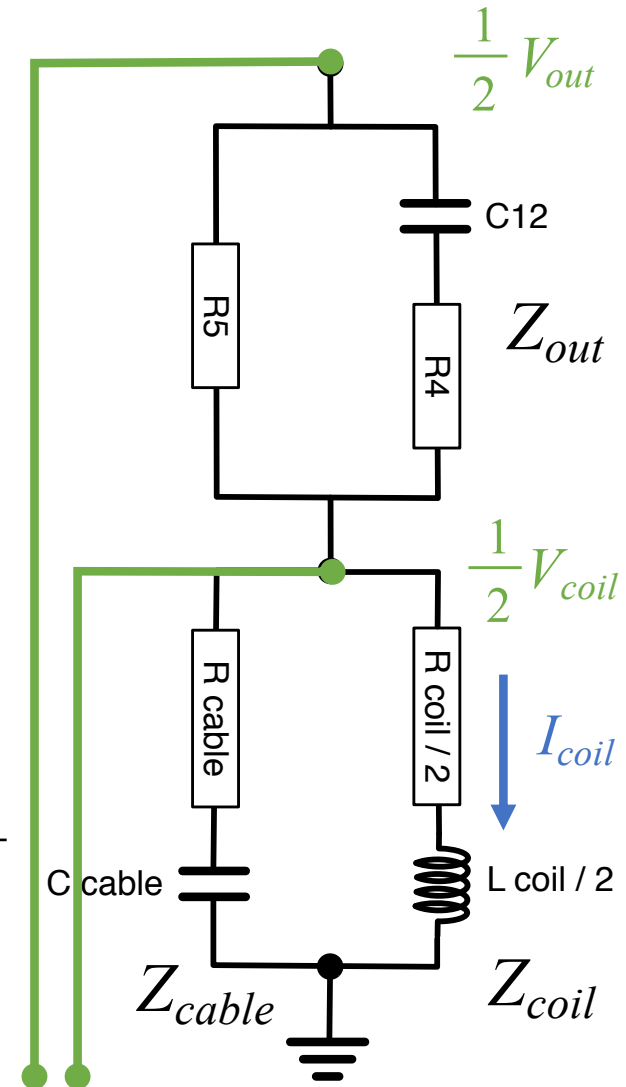 1/2 V_out
C12
R5
R4
Z_out
1/2 V_coil
R cable
R coil / 2
I_coil
C cable
L coil / 2
Z_cable
Z_coil